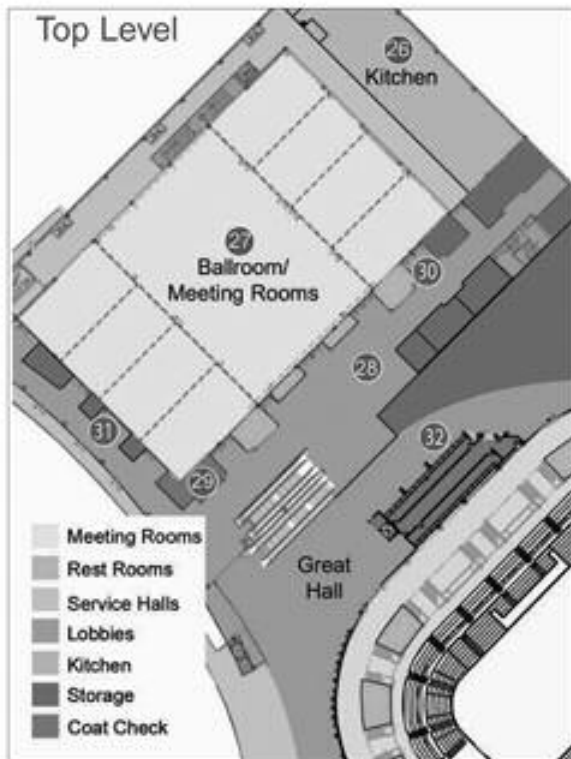 Top Level
26
Kitchen
27
Ballroom/
Meeting Rooms
30
28
32
31
29
Great
Hall
Meeting Rooms
Rest Rooms
Service Halls
Lobbies
Kitchen
Storage
Coat Check